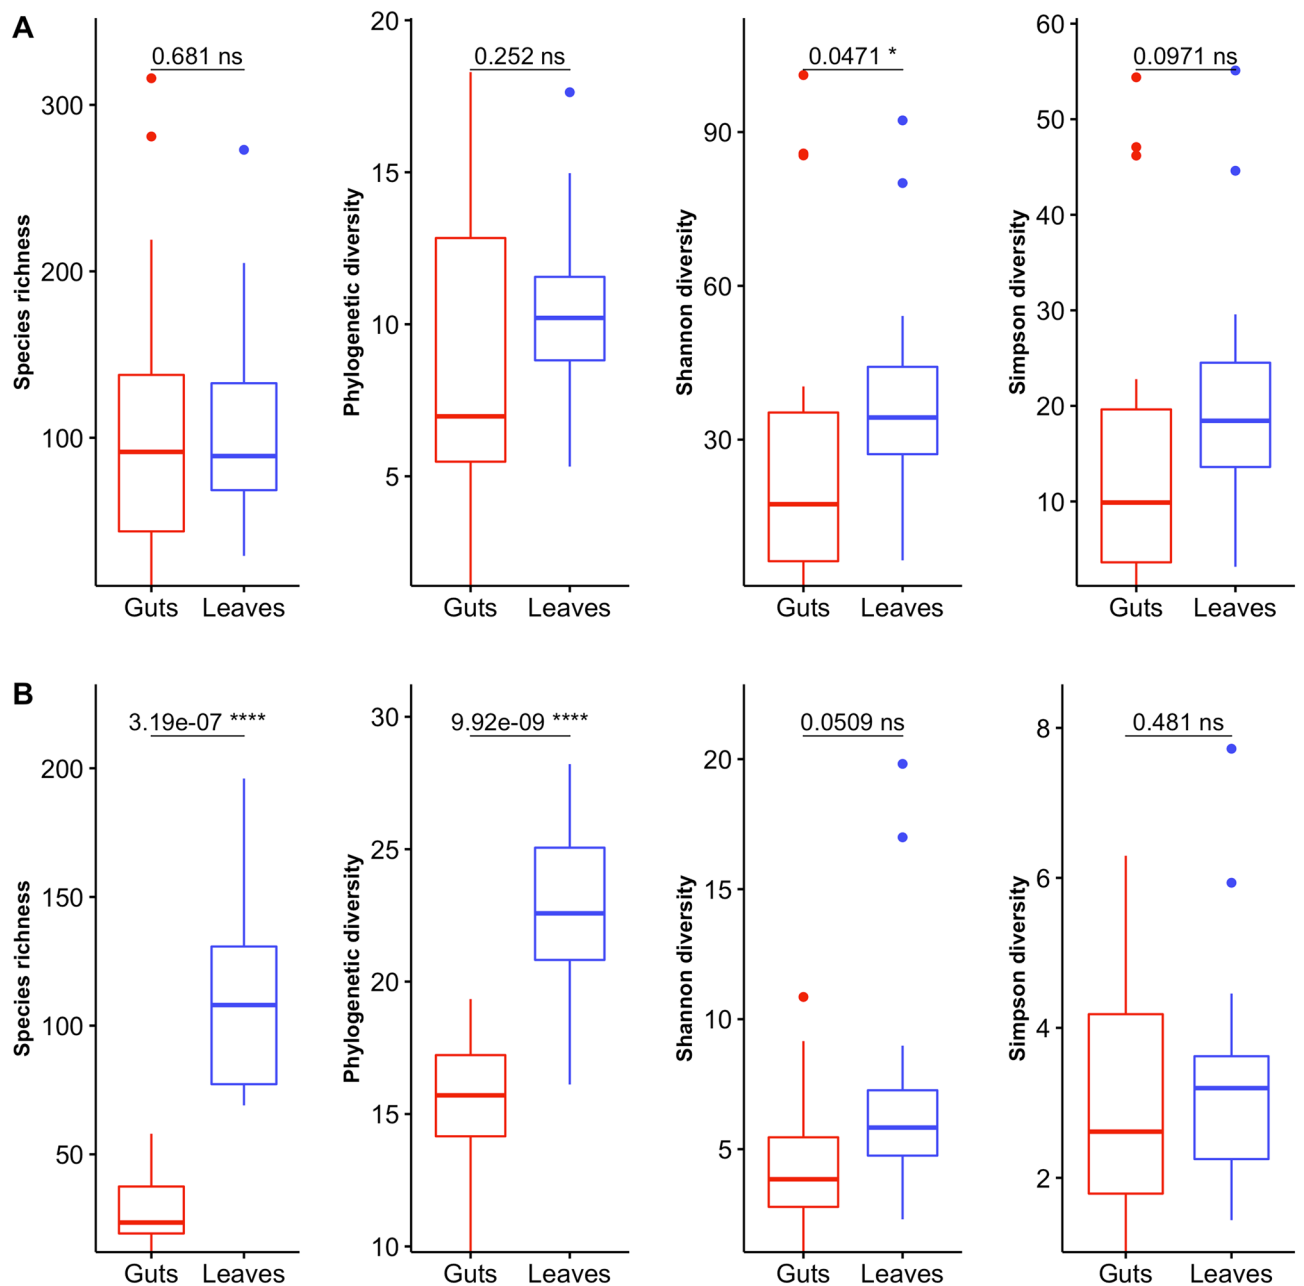 A
0.681 ns
0.252 ns
0.0471 *
0.0971 ns
Species richness
300
200
100
Guts Leaves
Phylogenetic diversity
20
15
10
5
Guts Leaves
Shannon diversity
90
60
30
Guts Leaves
Simpson diversity
60
50
40
30
20
10
Guts Leaves
B
3.19e-07 ****
9.92e-09 ****
0.0509 ns
0.481 ns
Species richness
200
150
100
50
Guts Leaves
Phylogenetic diversity
30
25
20
15
10
Guts Leaves
Shannon diversity
20
15
10
5
Guts Leaves
Simpson diversity
8
6
4
2
Guts Leaves